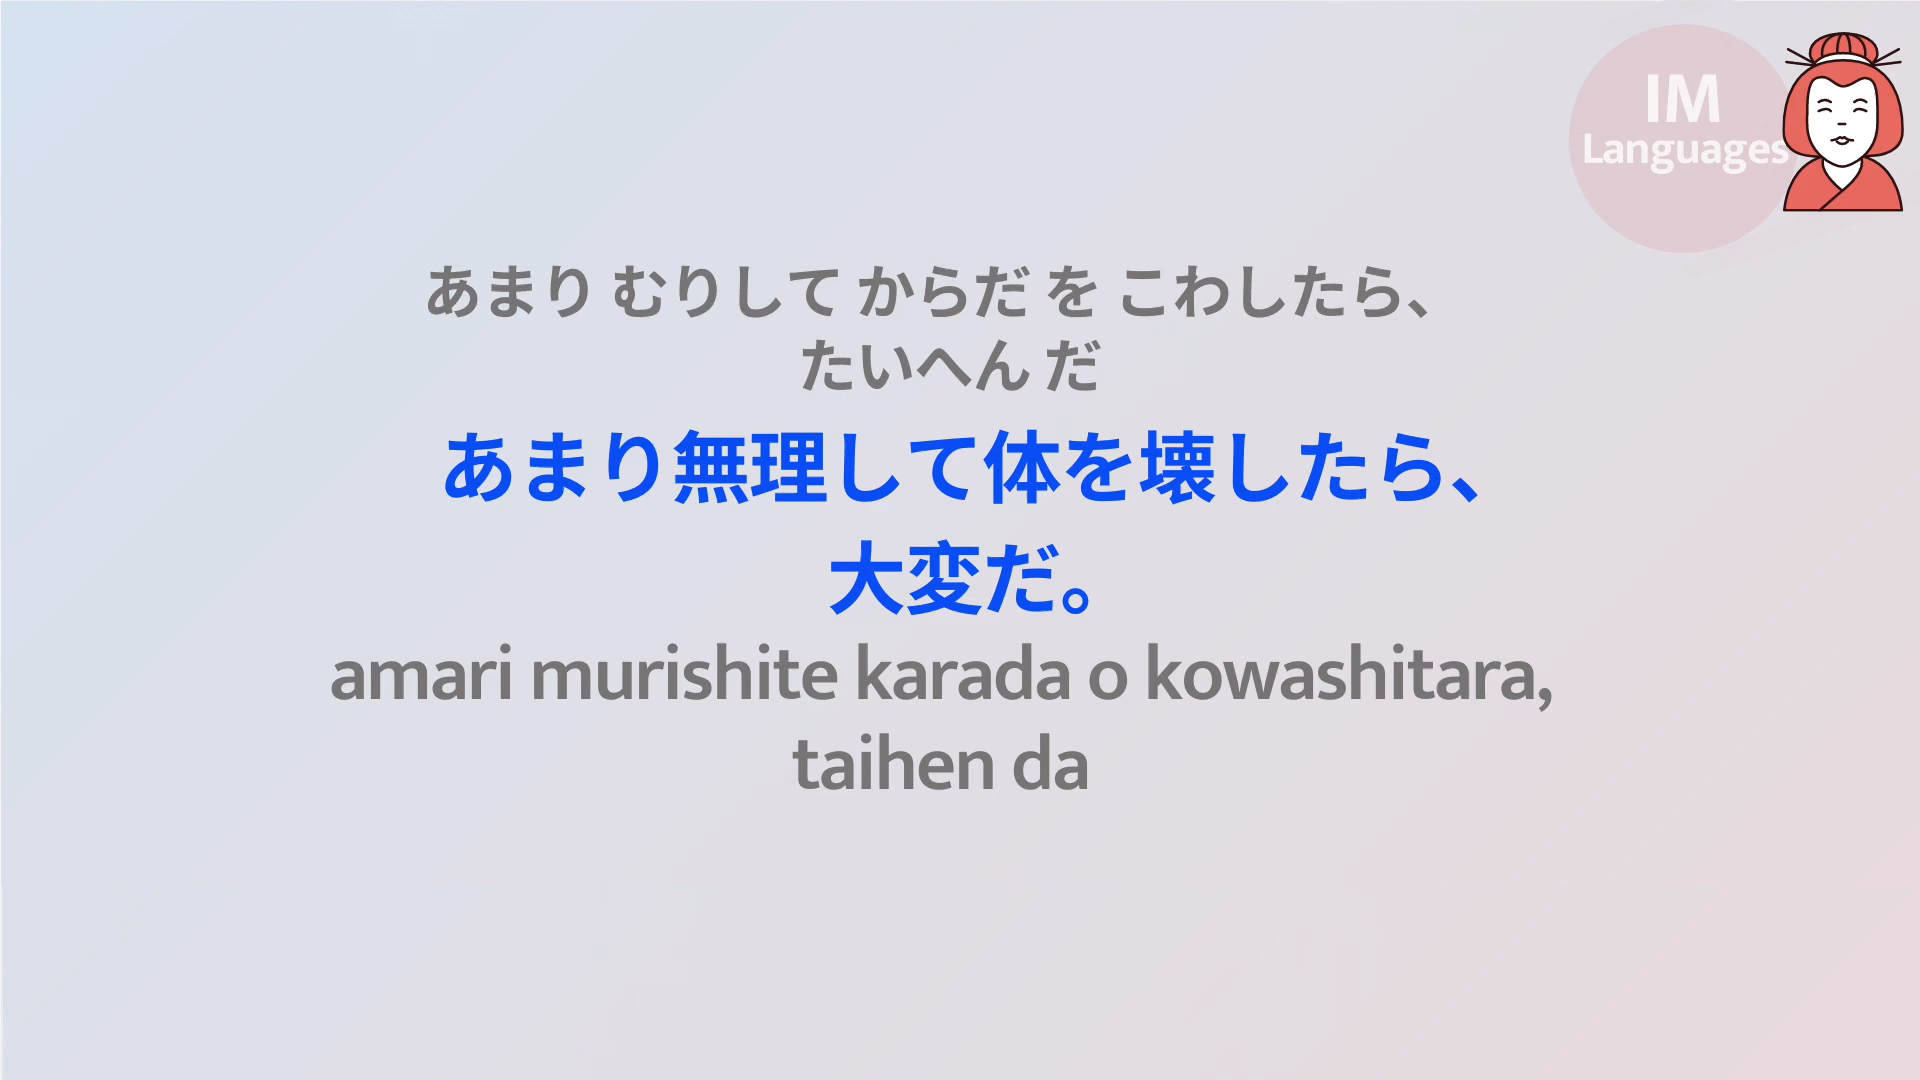 IM
Languages
あまり むりして からだ を こわしたら、
たいへん だ
あまり無理して体を壊したら、
大変だ。
amari murishite karada o kowashitara,
taihen da